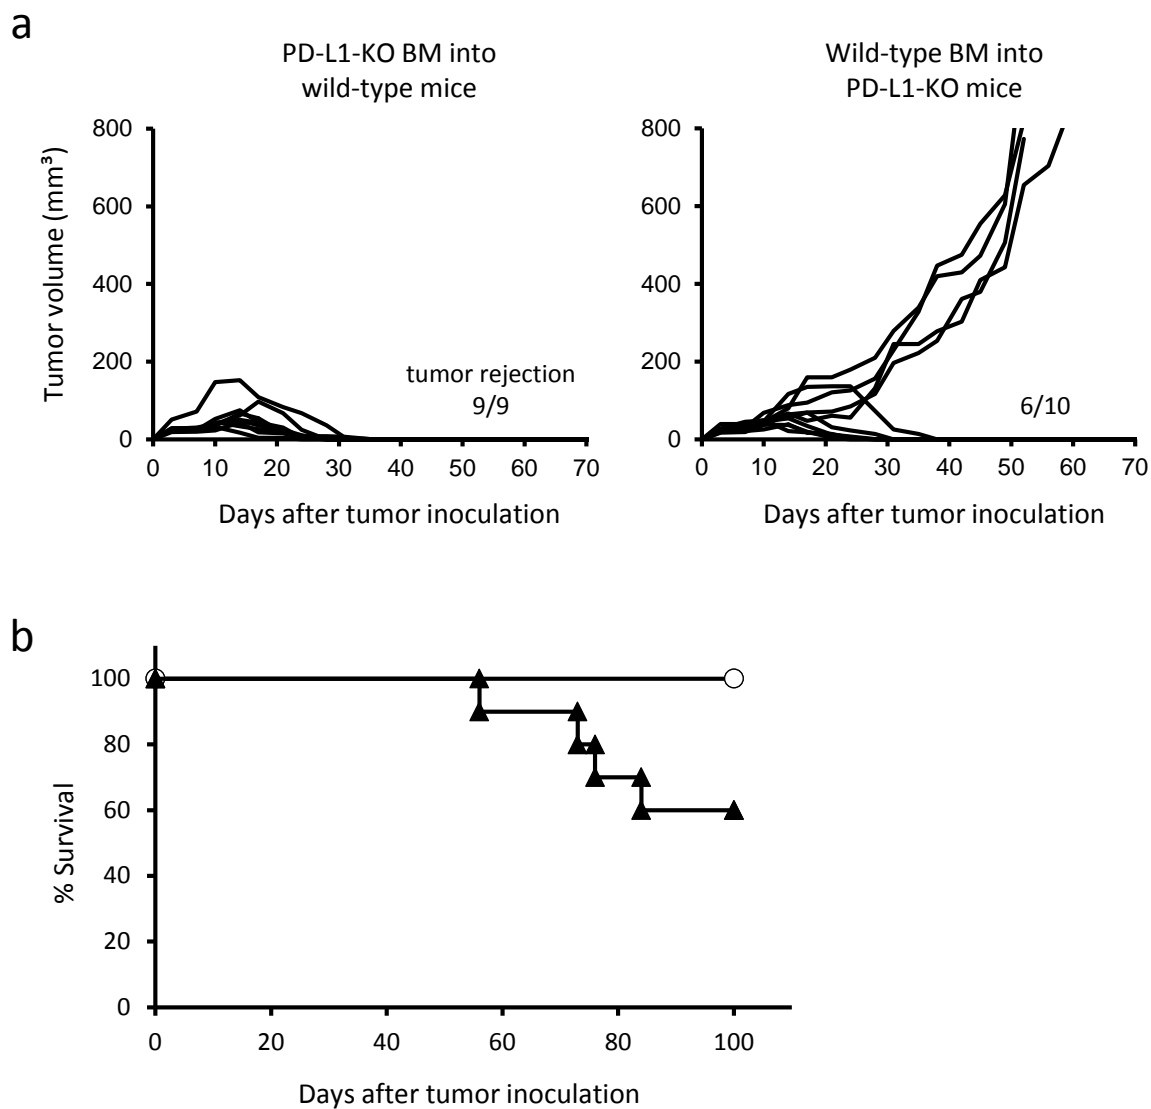 a
PD-L1-KO BM into
wild-type mice
Wild-type BM into
PD-L1-KO mice
Tumor volume (mm³)
800
600
400
200
0
tumor rejection
9/9
0 10 20 30 40 50 60 70
Days after tumor inoculation
800
600
400
200
0
6/10
0 10 20 30 40 50 60 70
Days after tumor inoculation
b
% Survival
100
80
60
40
20
0
0 20 40 60 80 100
Days after tumor inoculation